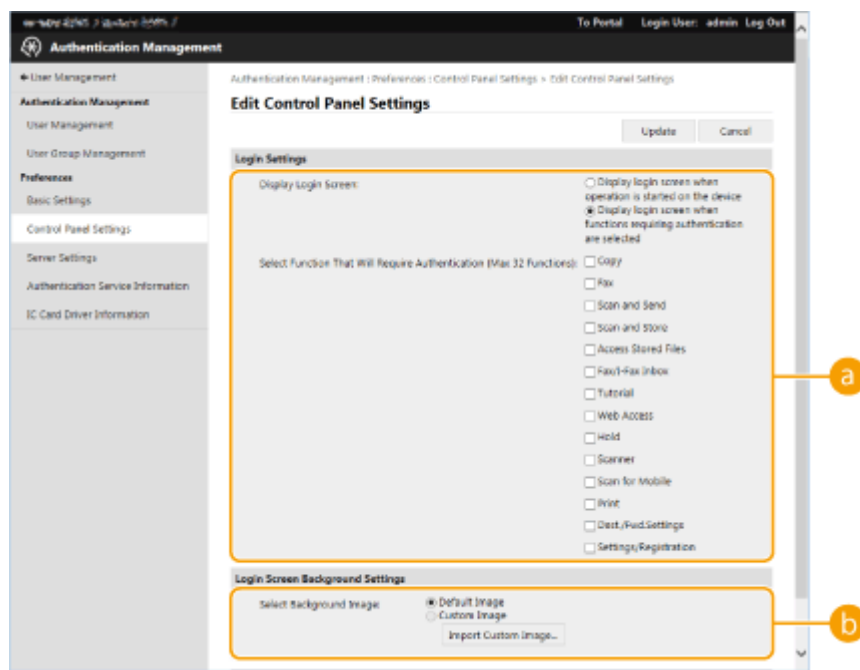 To Portal Login User: admin Log Out
Authentication Management
User Management
Authentication Management : Preferences : Control Panel Settings > Edit Control Panel Settings
Authentication Management
User Management
User Group Management
Preferences
Basic Settings
Control Panel Settings
Server Settings
Authentication Service Information
IC Card Driver Information
Edit Control Panel Settings
Update Cancel
Login Settings
Display Login Screen:
Display login screen when
operation is started on the device
Display login screen when
functions requiring authentication
are selected
Select Function That Will Require Authentication (Max 32 Functions):
Copy
Fax
Scan and Send
Scan and Store
Access Stored Files
Fax/I-Fax Inbox
Tutorial
Web Access
Hold
Scanner
Scan for Mobile
Print
Dest./Fwd.Settings
Settings/Registration
a
Login Screen Background Settings
Select Background Image:
Default Image
Custom Image
Import Custom Image...
b